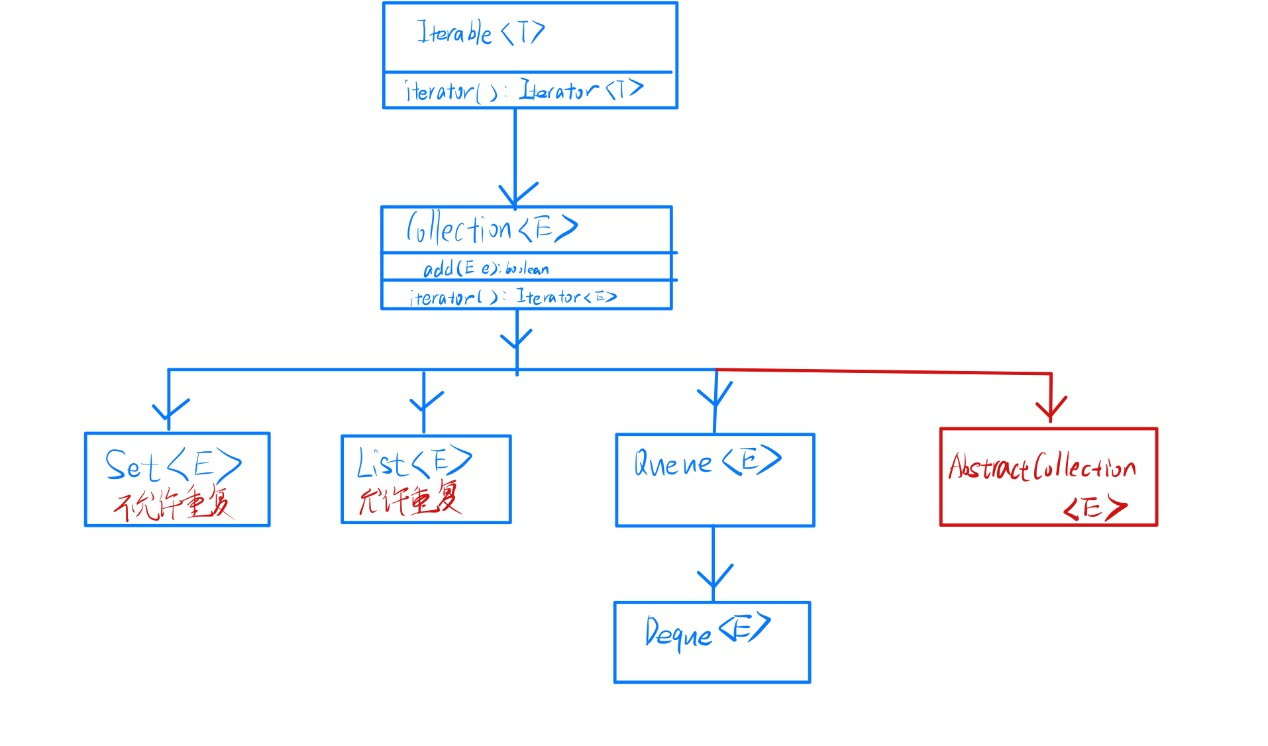 Iterable<T>
iterator(): Iterator<T>
Collection<E>
add(E e): boolean
iterator(): Iterator<E>
Set<E>
不允许重复
List<E>
允许重复
Quene<E>
AbstractCollection
<E>
Deque<E>